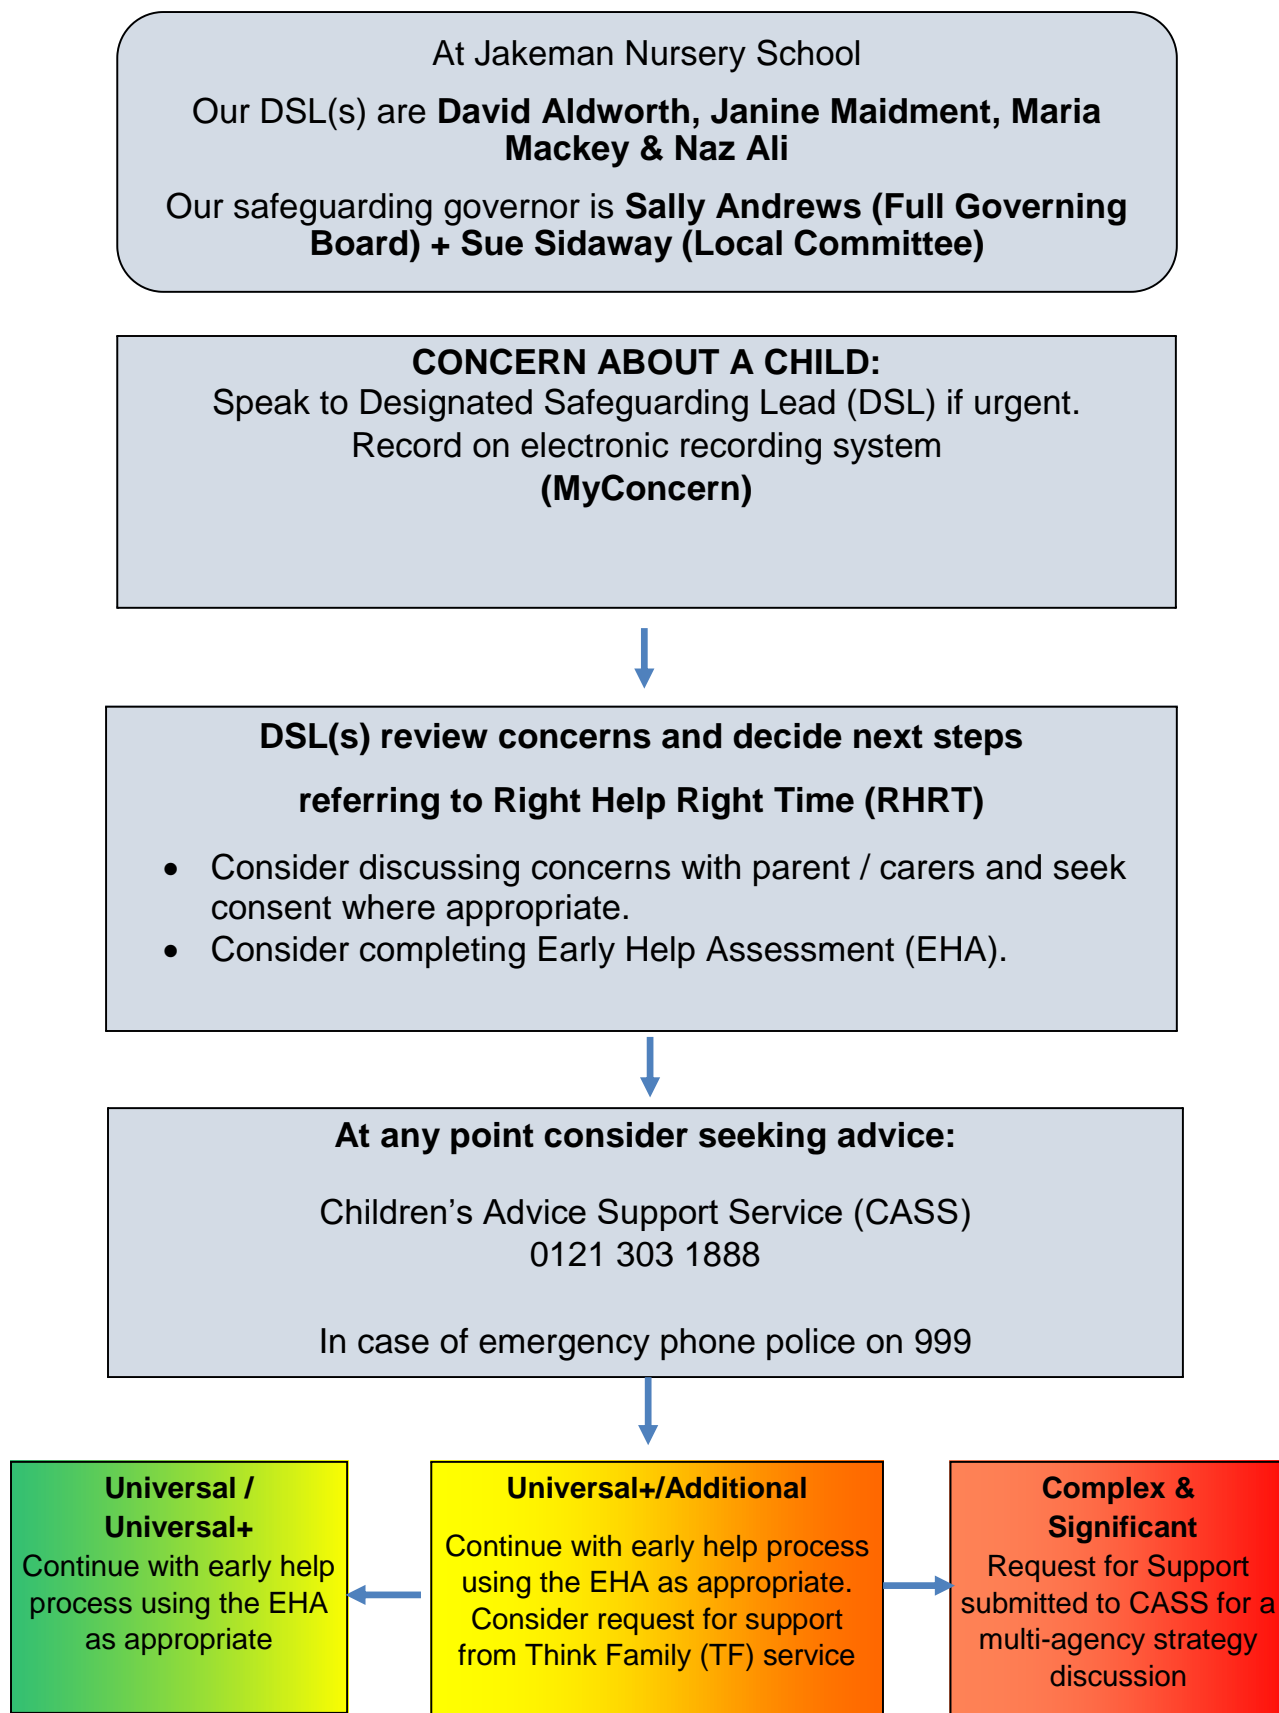 At Jakeman Nursery School
Our DSL(s) are David Aldworth, Janine Maidment, Maria
Mackey & Naz Ali
Our safeguarding governor is Sally Andrews (Full Governing
Board) + Sue Sidaway (Local Committee)
CONCERN ABOUT A CHILD:
Speak to Designated Safeguarding Lead (DSL) if urgent.
Record on electronic recording system
(MyConcern)
DSL(s) review concerns and decide next steps
referring to Right Help Right Time (RHRT)
• Consider discussing concerns with parent / carers and seek
consent where appropriate.
• Consider completing Early Help Assessment (EHA).
At any point consider seeking advice:
Children’s Advice Support Service (CASS)
0121 303 1888
In case of emergency phone police on 999
Universal /
Universal+
Continue with early help
process using the EHA
as appropriate
Universal+/Additional
Continue with early help process
using the EHA as appropriate.
Consider request for support
from Think Family (TF) service
Complex &
Significant
Request for Support
submitted to CASS for a
multi-agency strategy
discussion